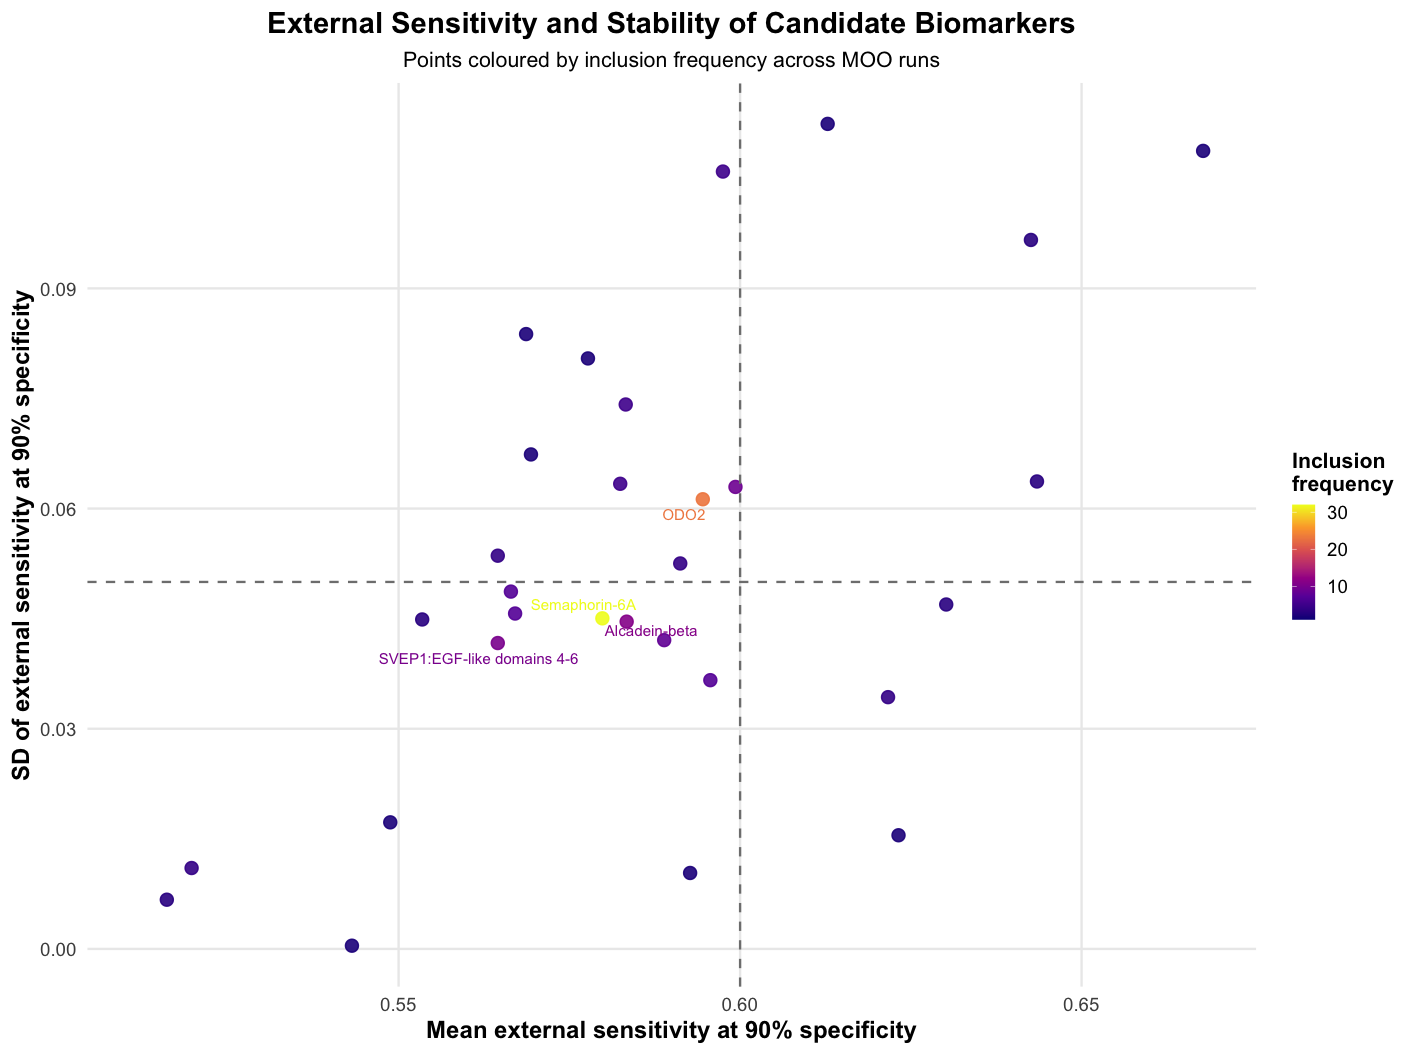 External Sensitivity and Stability of Candidate Biomarkers
Points coloured by inclusion frequency across MOO runs
SD of external sensitivity at 90% specificity
0.09
0.06
0.03
0.00
ODO2
Semaphorin-6A
Alcadein-beta
SVEP1:EGF-like domains 4-6
0.55
0.60
0.65
Mean external sensitivity at 90% specificity
Inclusion
frequency
30
20
10